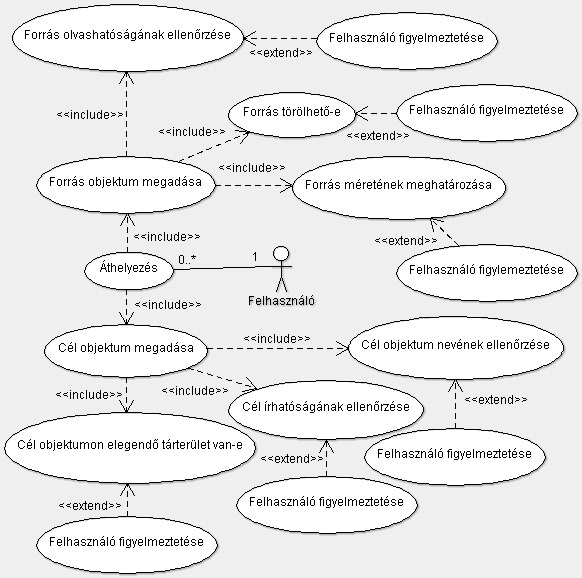 Forrás olvashatóságának ellenőrzése
<<extend>>
Felhasználó figyelmeztetése
<<include>>
Forrás törölhető-e
<<extend>>
Felhasználó figyelmeztetése
<<include>>
Forrás objektum megadása
<<include>>
Forrás méretének meghatározása
<<extend>>
Felhasználó figylemeztetése
<<include>>
Áthelyezés
0..*
1
Felhasználó
<<include>>
Cél objektum megadása
<<include>>
Cél objektum nevének ellenőrzése
<<extend>>
Felhasználó figyelmeztetése
<<include>>
Cél írhatóságának ellenőrzése
<<extend>>
Felhasználó figyelmeztetése
<<include>>
Cél objektumon elegendő tárterület van-e
<<extend>>
Felhasználó figyelmeztetése